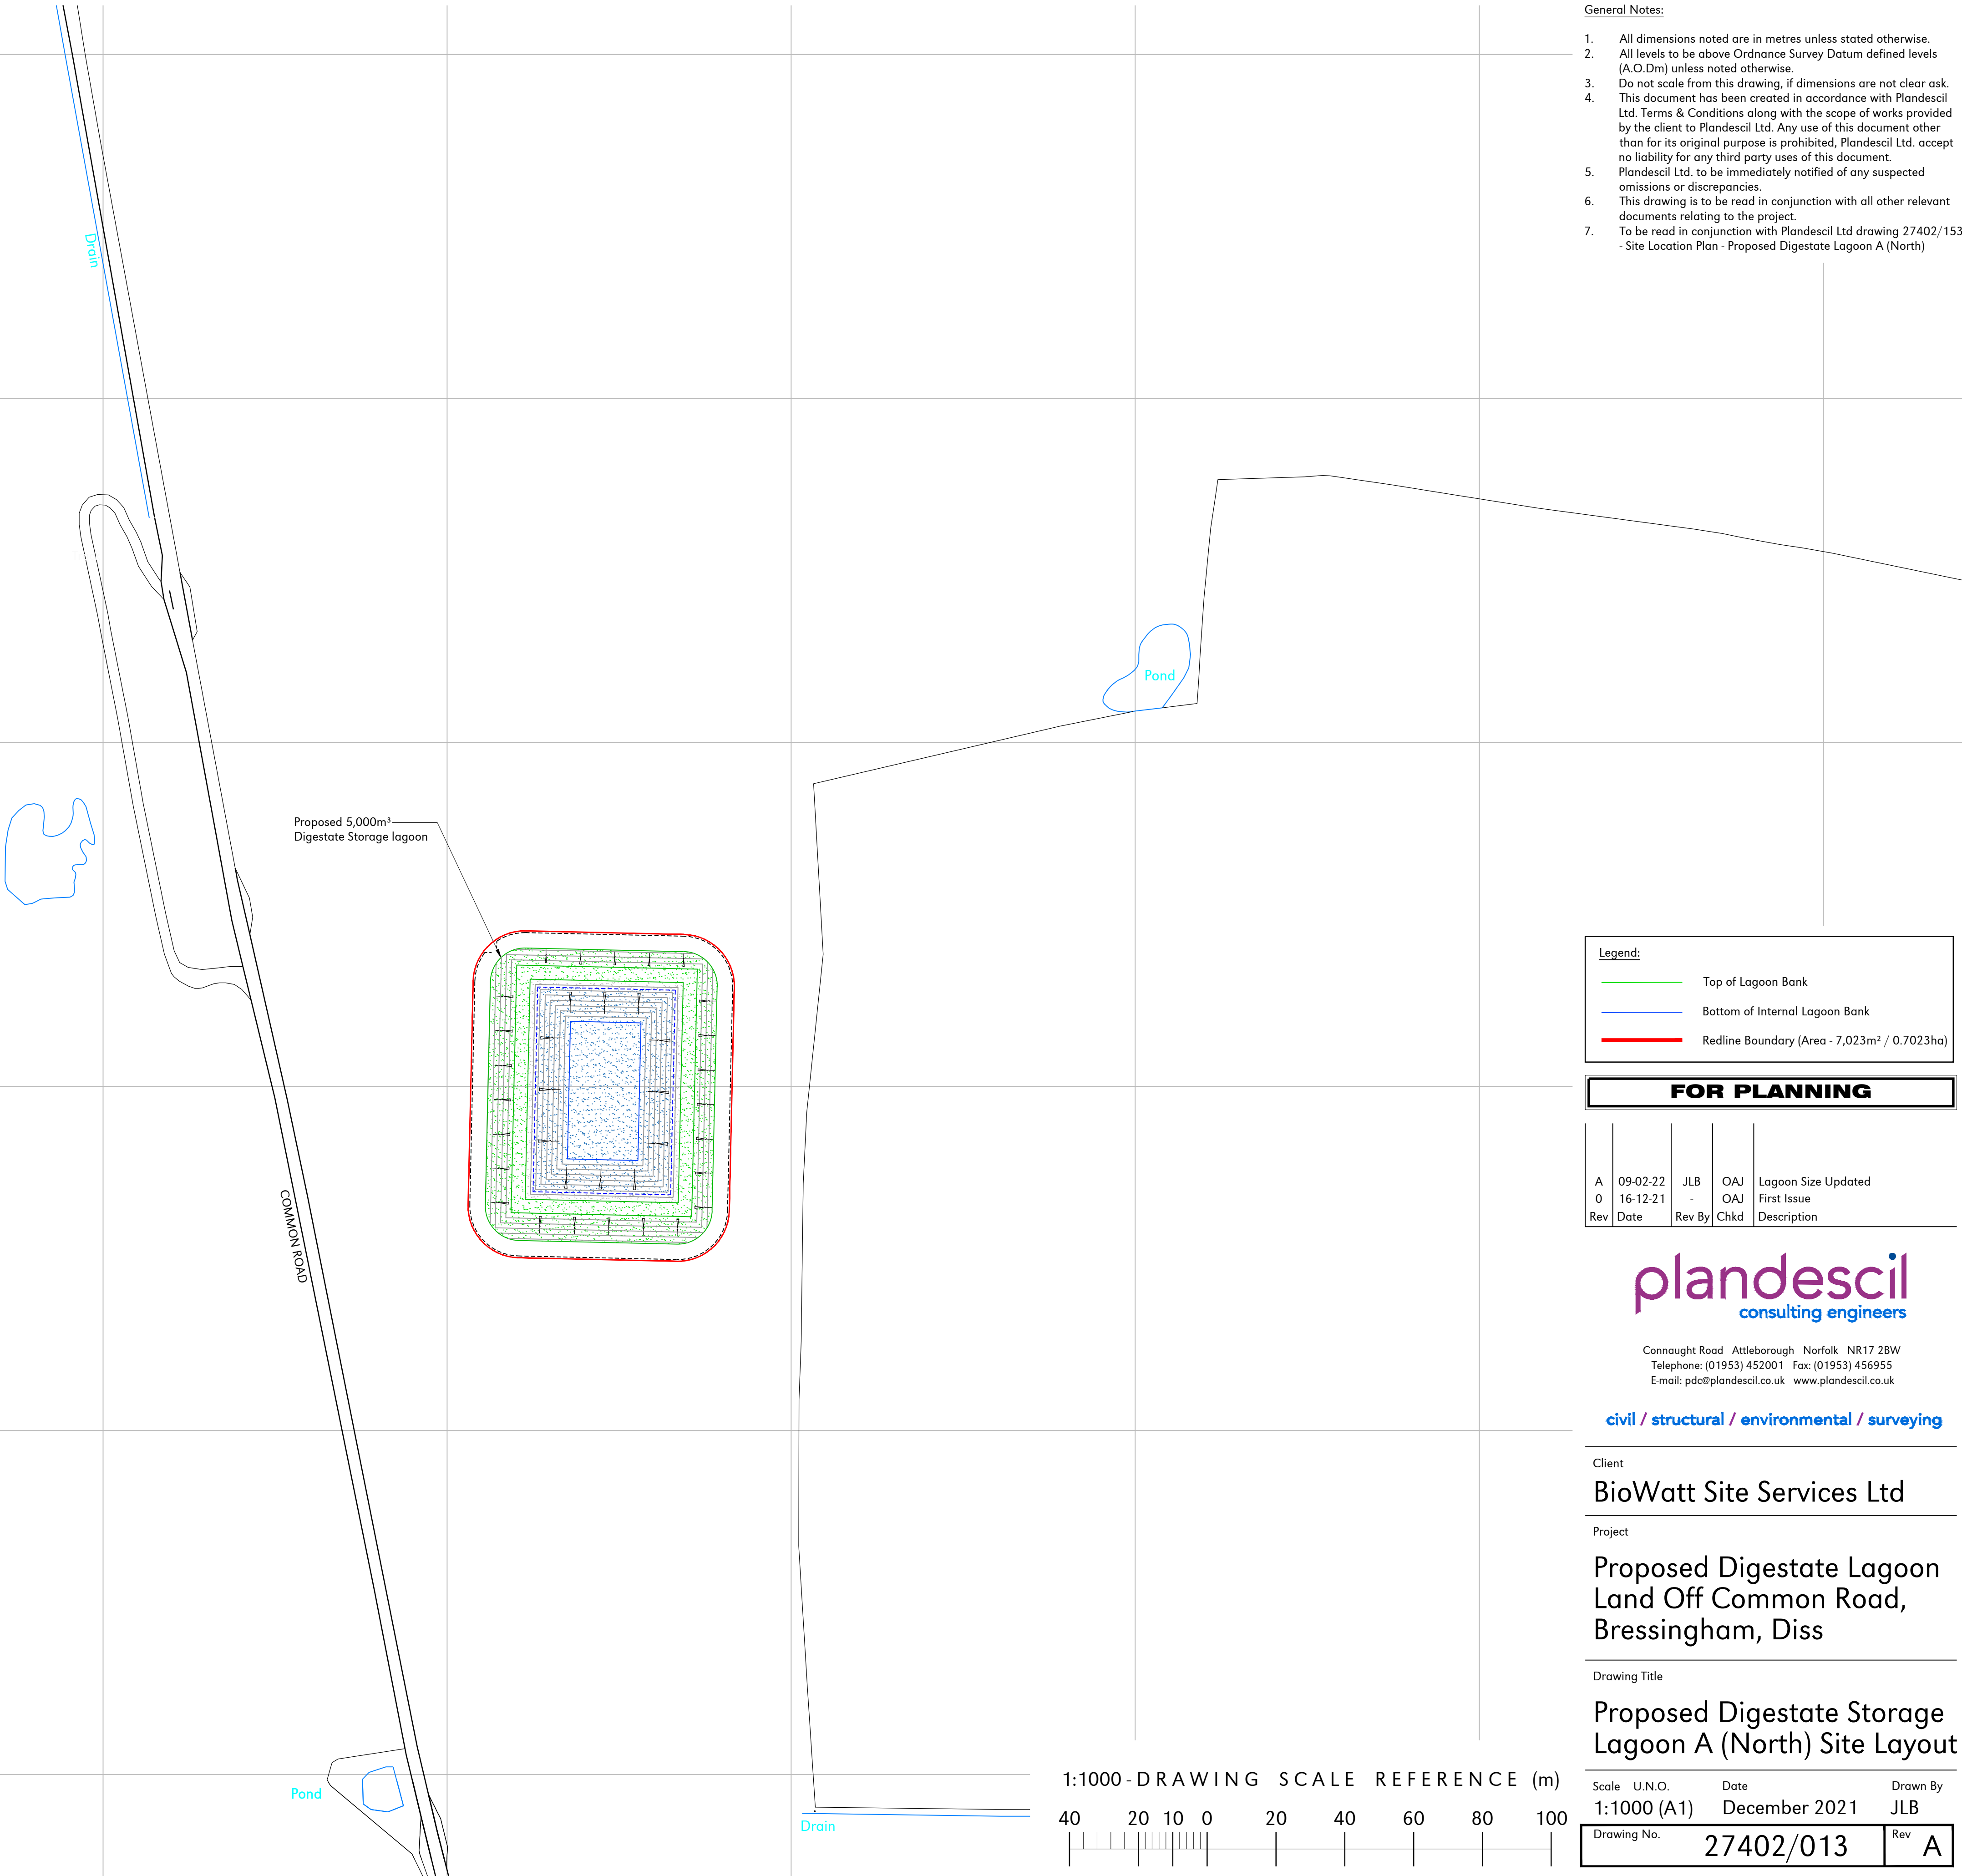 General Notes:
1. All dimensions noted are in metres unless stated otherwise.
2. All levels to be above Ordnance Survey Datum defined levels
(A.O.Dm) unless noted otherwise.
3. Do not scale from this drawing, if dimensions are not clear ask.
4. This document has been created in accordance with Plandescil
Ltd. Terms & Conditions along with the scope of works provided
by the client to Plandescil Ltd. Any use of this document other
than for its original purpose is prohibited, Plandescil Ltd. accept
no liability for any third party uses of this document.
5. Plandescil Ltd. to be immediately notified of any suspected
omissions or discrepancies.
6. This drawing is to be read in conjunction with all other relevant
documents relating to the project.
7. To be read in conjunction with Plandescil Ltd drawing 27402/153
- Site Location Plan - Proposed Digestate Lagoon A (North)
Drain
Pond
Proposed 5,000m³
Digestate Storage lagoon
COMMON ROAD
Pond
Drain
Legend:
Top of Lagoon Bank
Bottom of Internal Lagoon Bank
Redline Boundary (Area - 7,023m² / 0.7023ha)
FOR PLANNING
A 09-02-22 JLB OAJ Lagoon Size Updated
0 16-12-21 - OAJ First Issue
Rev Date Rev By Chkd Description
plandescil
consulting engineers
Connaught Road Attleborough Norfolk NR17 2BW
Telephone: (01953) 452001 Fax: (01953) 456955
E-mail: pdc@plandescil.co.uk www.plandescil.co.uk
civil / structural / environmental / surveying
Client
BioWatt Site Services Ltd
Project
Proposed Digestate Lagoon
Land Off Common Road,
Bressingham, Diss
Drawing Title
Proposed Digestate Storage
Lagoon A (North) Site Layout
Scale U.N.O. Date Drawn By
1:1000 (A1) December 2021 JLB
Drawing No. 27402/013 Rev A
1:1000 - DRAWING SCALE REFERENCE (m)
40 20 10 0 20 40 60 80 100